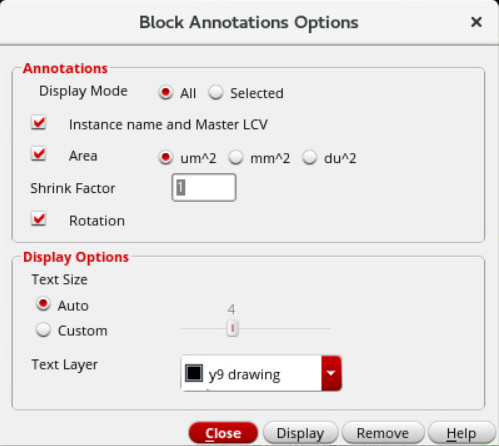 Block Annotations Options ×
Annotations
Display Mode All Selected
Instance name and Master LCV
Area um^2 mm^2 du^2
Shrink Factor 1
Rotation
Display Options
Text Size
Auto 4
Custom
Text Layer y9 drawing
Close Display Remove Help